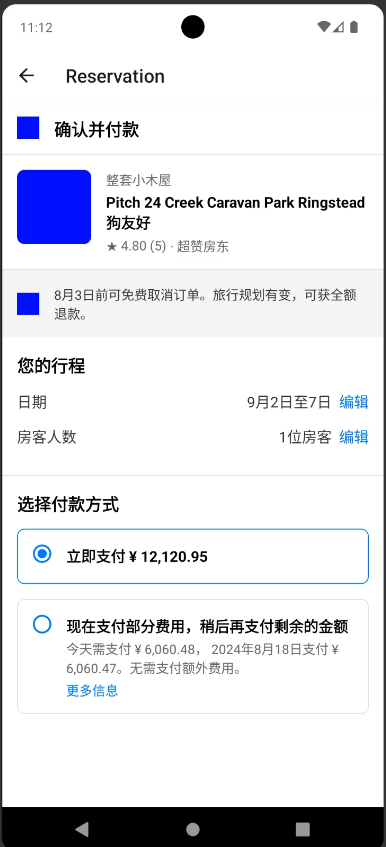 11:12
Reservation
确认并付款
整套小木屋
Pitch 24 Creek Caravan Park Ringstead
狗友好
★ 4.80 (5) · 超赞房东
8月3日前可免费取消订单。旅行规划有变，可获全额
退款。
您的行程
日期 9月2日至7日 编辑
房客人数 1位房客 编辑
选择付款方式
立即支付 ¥ 12,120.95
现在支付部分费用，稍后再支付剩余的金额
今天需支付 ¥ 6,060.48， 2024年8月18日支付 ¥
6,060.47。无需支付额外费用。
更多信息